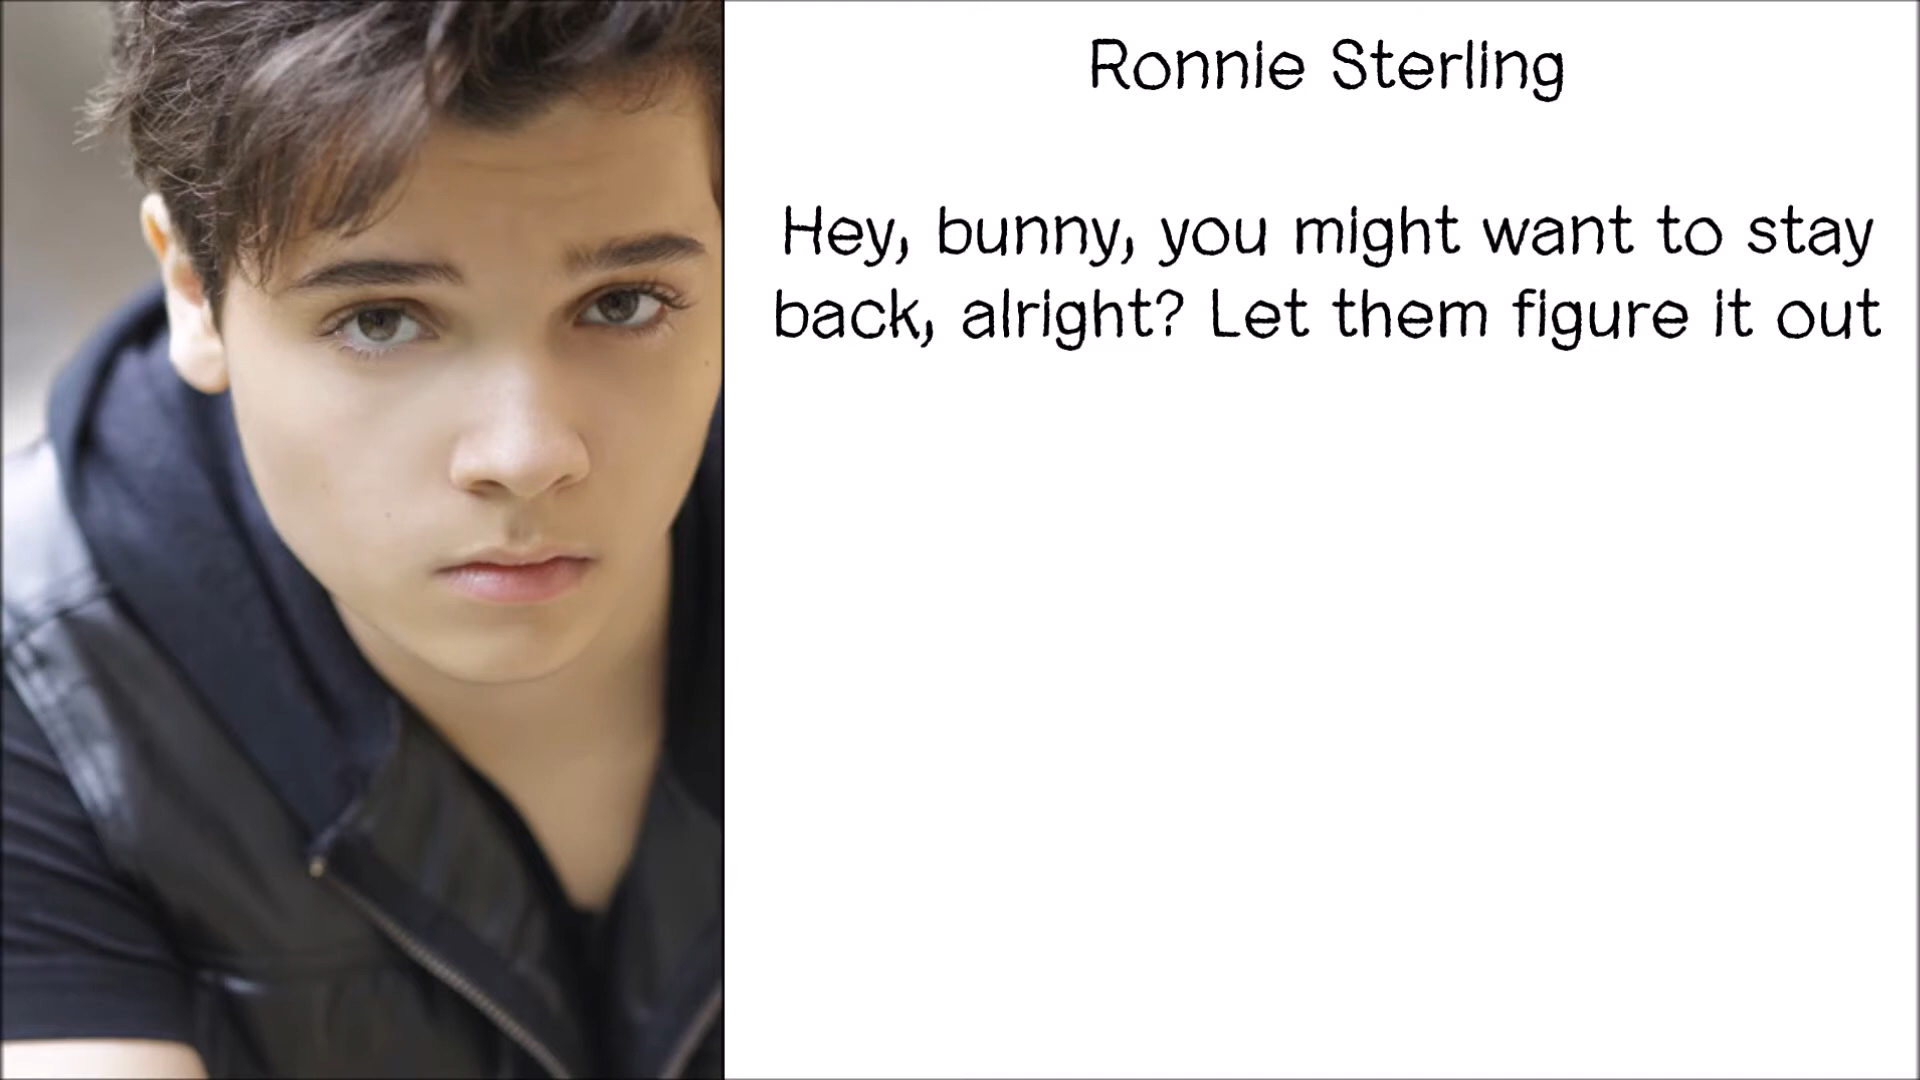 Ronnie Sterling
Hey, bunny, you might want to stay
back, alright? Let them figure it out